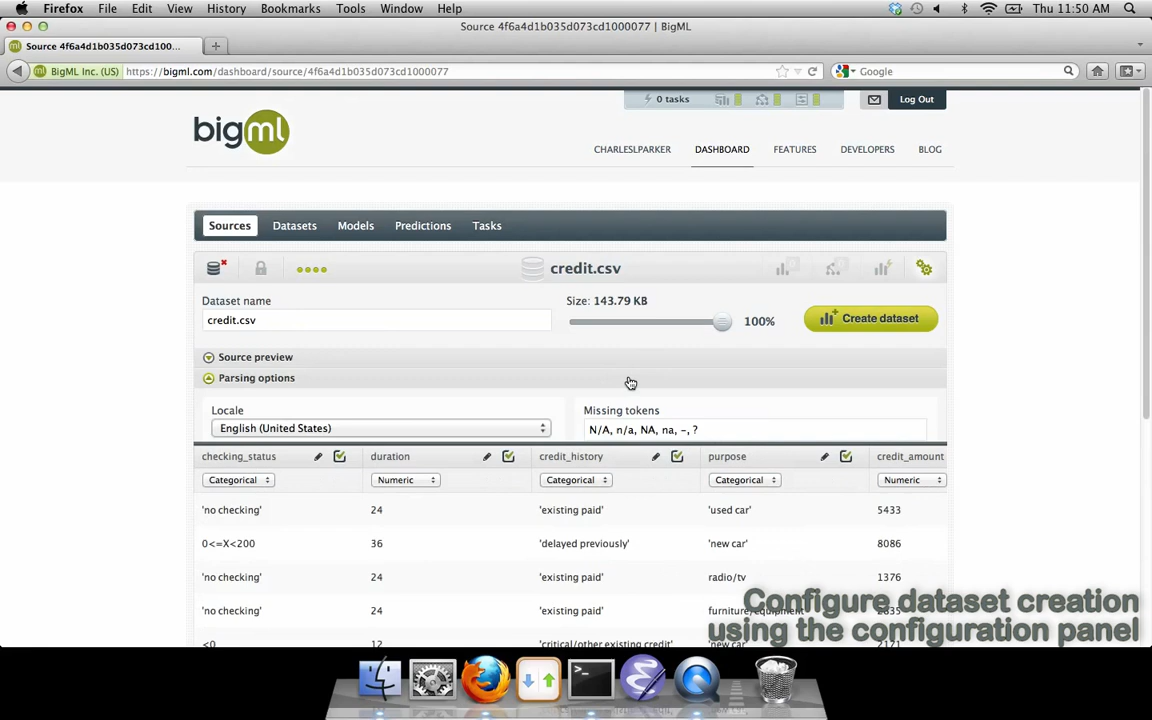 Firefox File Edit View History Bookmarks Tools Window Help Thu 11:50 AM
Source 4f6a4d1b035d073cd1000077 | BigML
Source 4f6a4d1b035d073cd100...
BigML Inc. (US) https://bigml.com/dashboard/source/4f6a4d1b035d073cd1000077 Google
0 tasks Log Out
bigml
CHARLESLPARKER DASHBOARD FEATURES DEVELOPERS BLOG
Sources Datasets Models Predictions Tasks
credit.csv
Dataset name Size: 143.79 KB
credit.csv 100% Create dataset
Source preview
Parsing options
Locale Missing tokens
English (United States) N/A, n/a, NA, na, -, ?
checking_status duration credit_history purpose credit_amount
Categorical Numeric Categorical Categorical Numeric
'no checking' 24 'existing paid' 'used car' 5433
0<=X<200 36 'delayed previously' 'new car' 8086
'no checking' 24 'existing paid' radio/tv 1376
'no checking' 24 'existing paid' furniture/equipment
<0 12 'critical/other existing credit'
Configure dataset creation
using the configuration panel